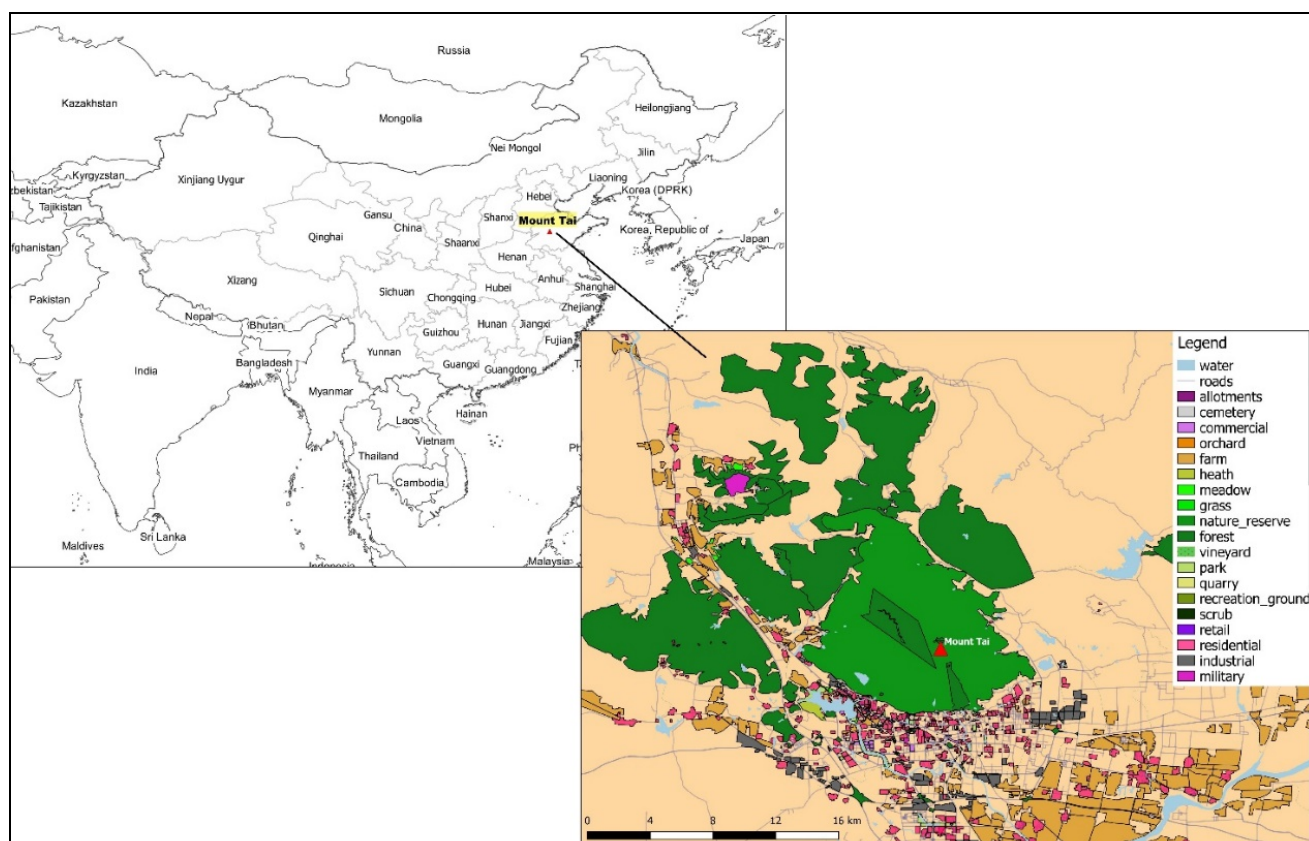 Russia
Kazakhstan
Mongolia
Heilongjiang
Jilin
Nei Mongol
Liaoning
Kyrgyzstan
Xinjiang Uygur
Korea (DPRK)
zbekistan
Tajikistan
Hebei
Gansu
Shanxi
Mount Tai
China
Korea, Republic of
Japan
Qinghai
Shaanxi
fghanistan
Henan
Xizang
Anhui
Pakistan
Sichuan
Hubei
Shanghai
Chongqing
Zhejiang
Nepal
Bhutan
Guizhou
Hunan
Jiangxi
Fujian
Yunnan
Bangladesh
India
Guangxi
Guangdong
Myanmar
Hainan
Laos
Vietnam
Thailand
Cambodia
Sri Lanka
Maldives
Malaysia
Legend
water
roads
allotments
cemetery
commercial
orchard
farm
heath
meadow
grass
nature_reserve
forest
vineyard
park
quarry
recreation_ground
scrub
retail
residential
industrial
military
Mount Tai
0 4 8 12 16 km